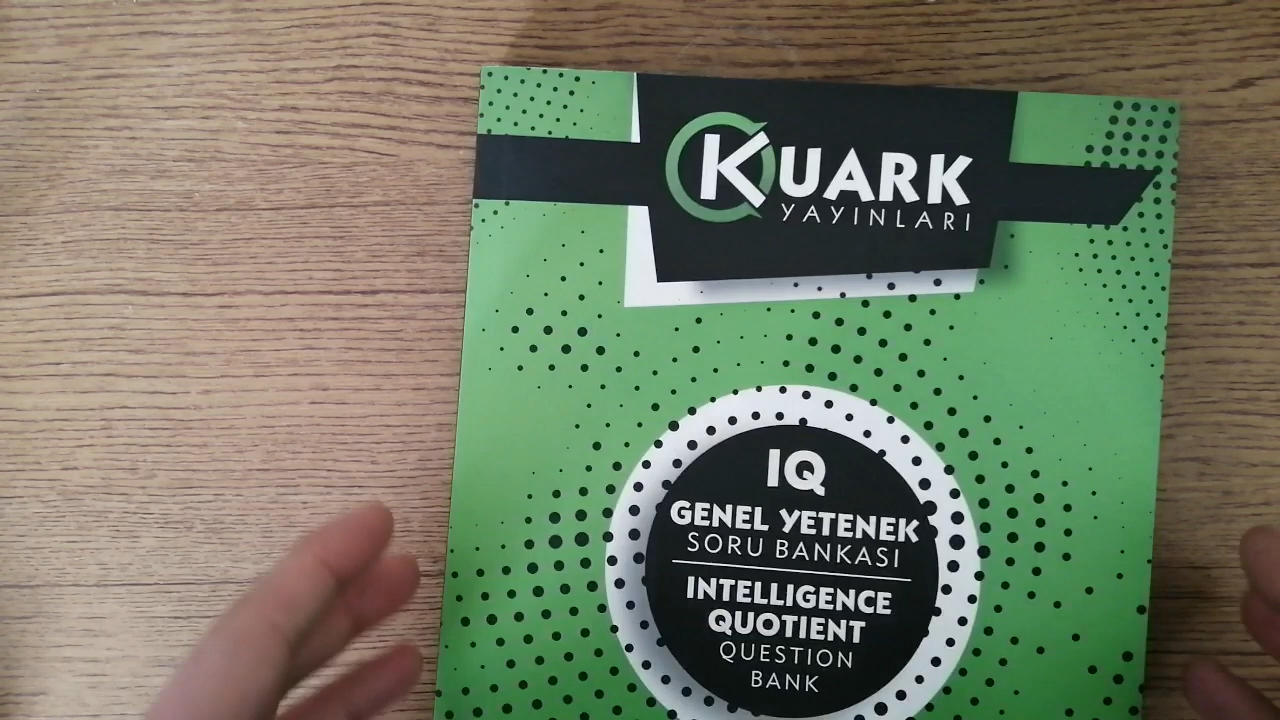 KUARK
YAYINLARI
IQ
GENEL YETENEK
SORU BANKASI
INTELLIGENCE
QUOTIENT
QUESTION
BANK